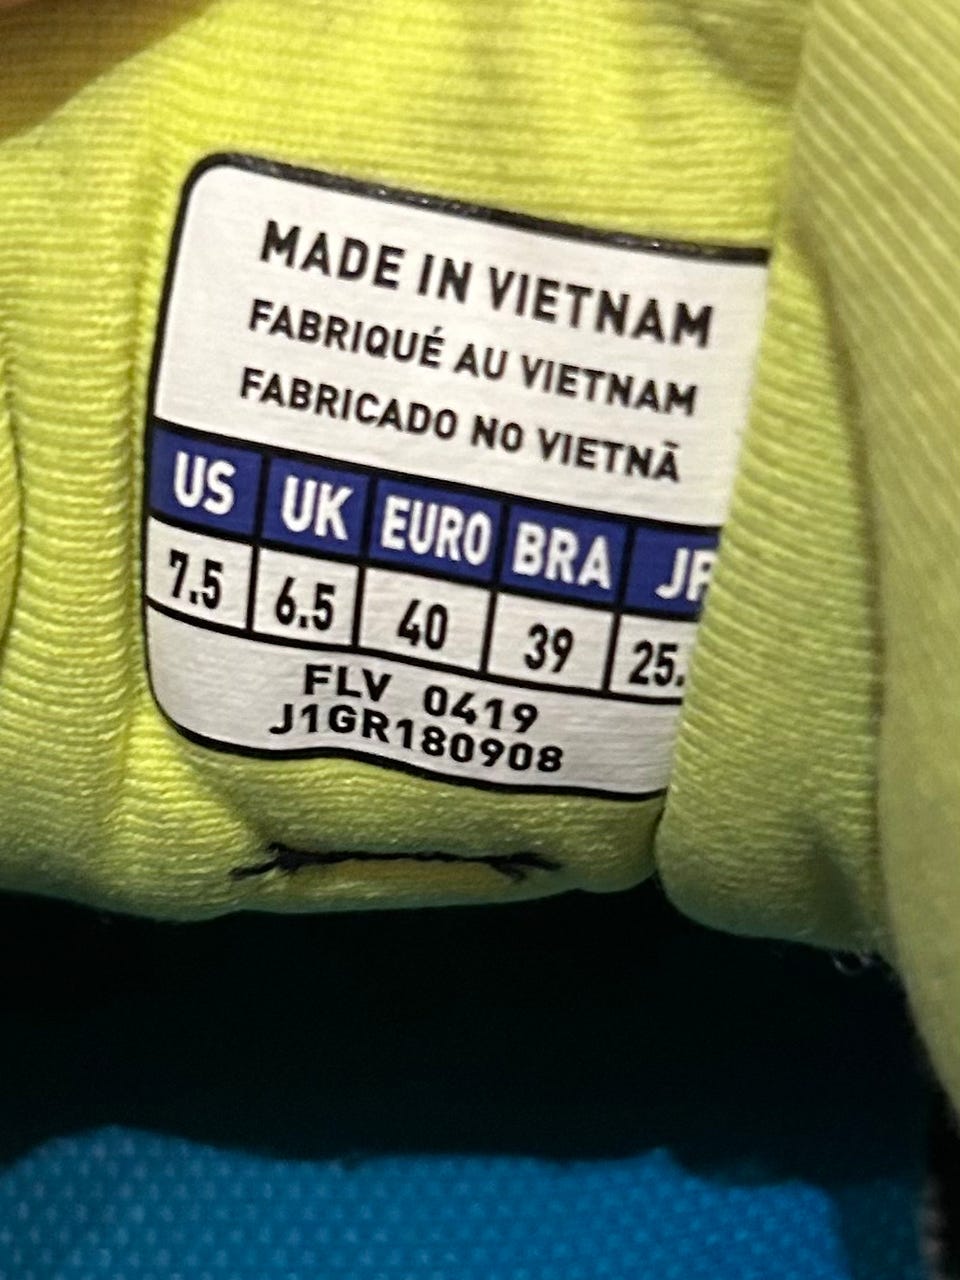 MADE IN VIETNAM
FABRIQUÉ AU VIETNAM
FABRICADO NO VIETNÃ
US UK EURO BRA
7.5 6.5 40 39 25.
FLV 0419
J1GR180908